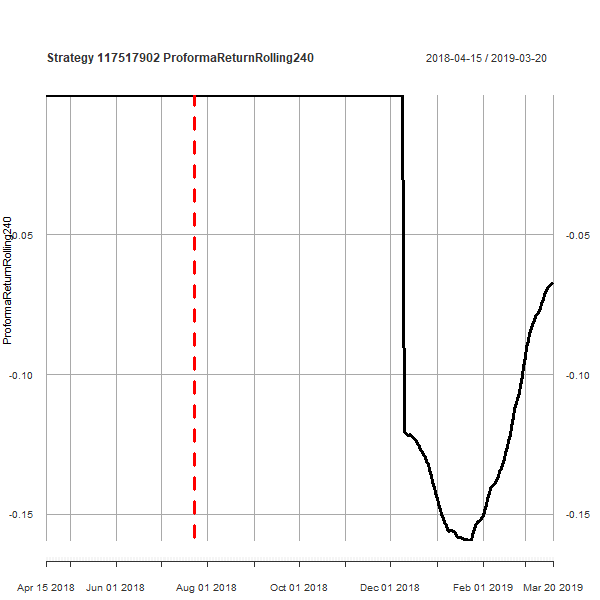 Strategy 117517902 ProformaReturnRolling240
2018-04-15 / 2019-03-20
ProformaReturnRolling240
-0.05 -0.05
-0.10 -0.10
-0.15 -0.15
Apr 15 2018 Jun 01 2018 Aug 01 2018 Oct 01 2018 Dec 01 2018 Feb 01 2019 Mar 20 2019